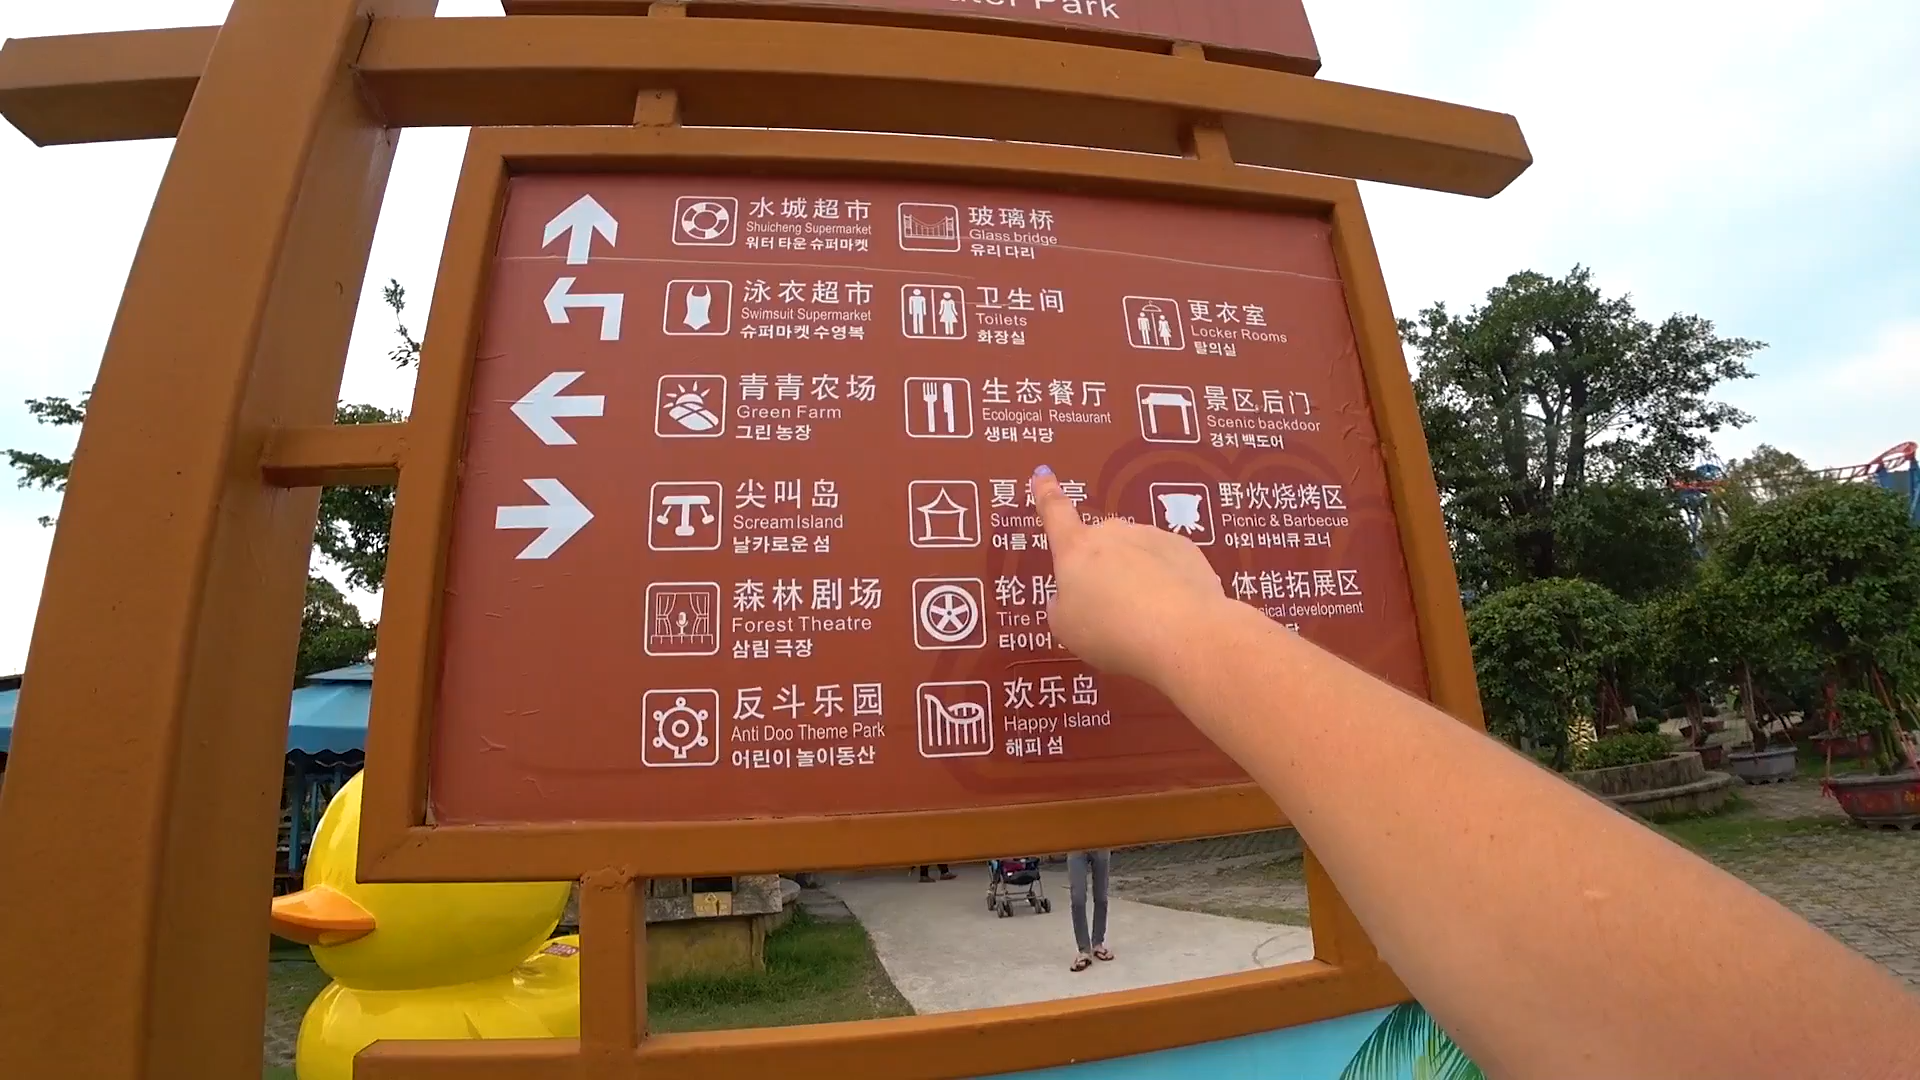 Park
水城超市
Shuicheng Supermarket
워터 타운 슈퍼마켓
玻璃桥
Glass bridge
유리 다리
泳衣超市
Swimsuit Supermarket
슈퍼마켓 수영복
卫生间
Toilets
화장실
更衣室
Locker Rooms
탈의실
青青农场
Green Farm
그린 농장
生态餐厅
Ecological Restaurant
생태 식당
景区后门
Scenic backdoor
경치 백도어
尖叫岛
Scream Island
날카로운 섬
夏 亭
Pavilion
여름
野炊烧烤区
Picnic & Barbecue
야외 바비큐 코너
森林剧场
Forest Theatre
삼림 극장
轮胎
Tire
타이어
体能拓展区
development
反斗乐园
Anti Doo Theme Park
어린이 놀이동산
欢乐岛
Happy Island
해피 섬